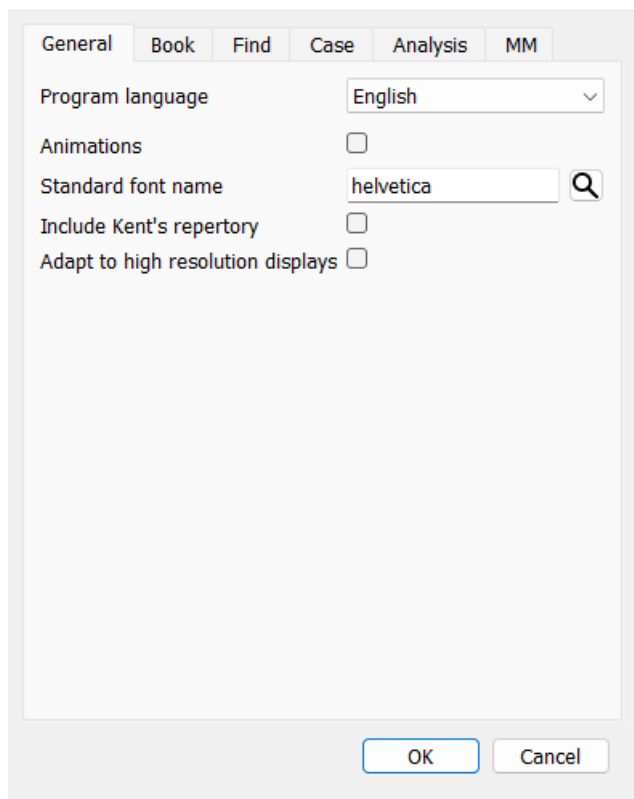 General Book Find Case Analysis MM
Program language English
Animations
Standard font name helvetica
Include Kent's repertory
Adapt to high resolution displays
OK Cancel